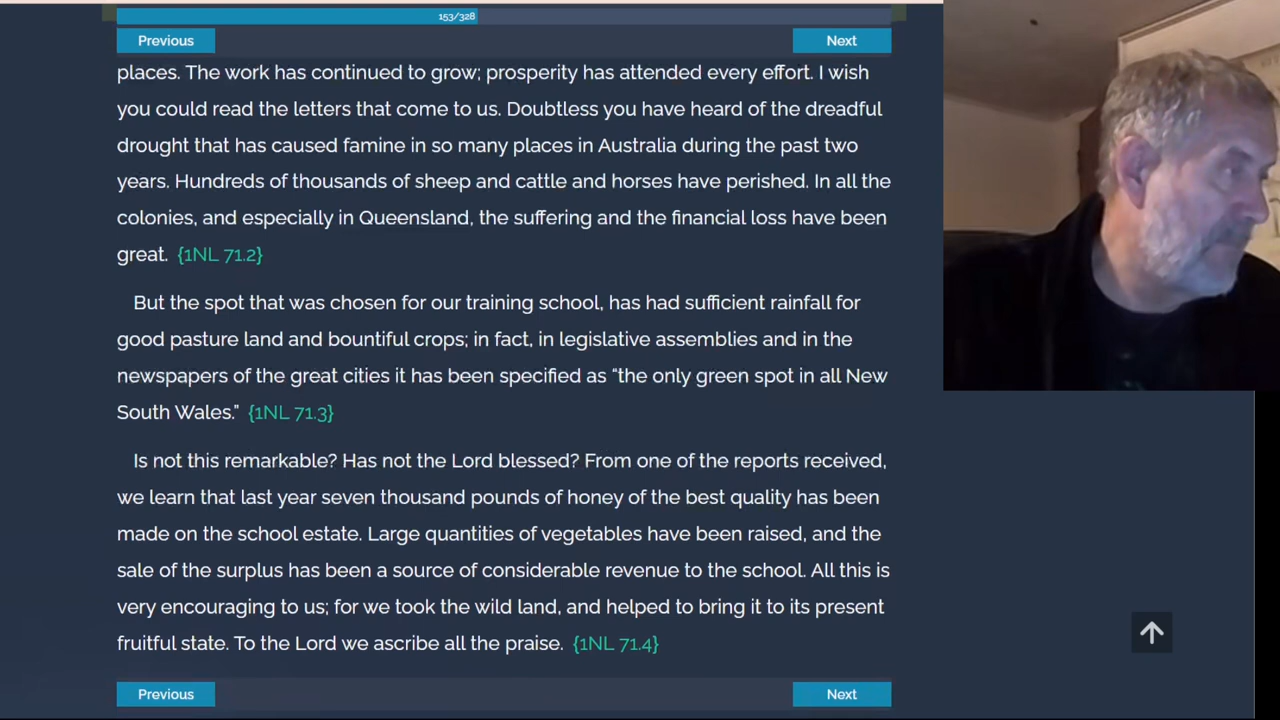 153/328
Previous
Next
places. The work has continued to grow; prosperity has attended every effort. I wish
you could read the letters that come to us. Doubtless you have heard of the dreadful
drought that has caused famine in so many places in Australia during the past two
years. Hundreds of thousands of sheep and cattle and horses have perished. In all the
colonies, and especially in Queensland, the suffering and the financial loss have been
great. {1NL 71.2}
But the spot that was chosen for our training school, has had sufficient rainfall for
good pasture land and bountiful crops; in fact, in legislative assemblies and in the
newspapers of the great cities it has been specified as “the only green spot in all New
South Wales.” {1NL 71.3}
Is not this remarkable? Has not the Lord blessed? From one of the reports received,
we learn that last year seven thousand pounds of honey of the best quality has been
made on the school estate. Large quantities of vegetables have been raised, and the
sale of the surplus has been a source of considerable revenue to the school. All this is
very encouraging to us; for we took the wild land, and helped to bring it to its present
fruitful state. To the Lord we ascribe all the praise. {1NL 71.4}
Previous
Next